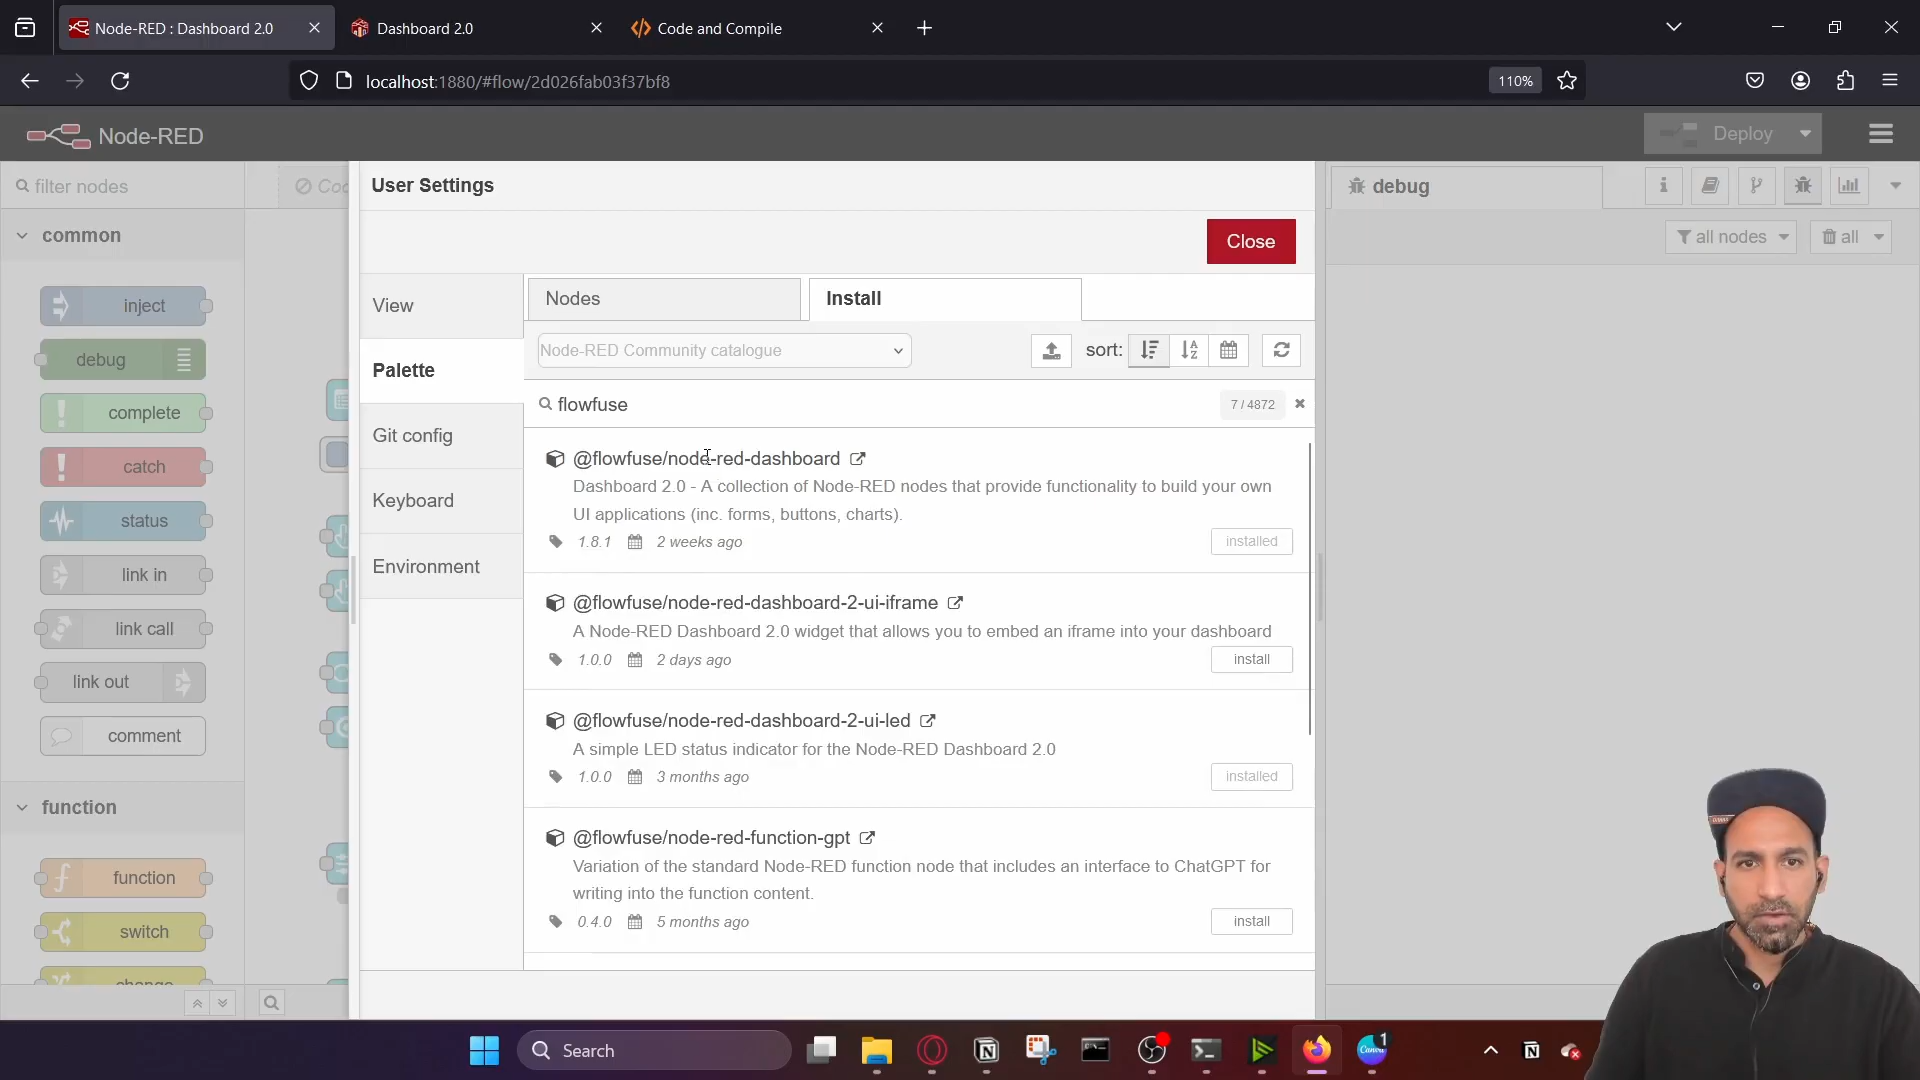 Node-RED : Dashboard 2.0
Dashboard 2.0
Code and Compile
localhost:1880/#flow/2d026fab03f37bf8
110%
Node-RED
Deploy
filter nodes
common
inject
debug
complete
catch
status
link in
link call
link out
comment
function
function
switch
change
User Settings
Close
View
Palette
Git config
Keyboard
Environment
Nodes
Install
Node-RED Community catalogue
sort:
flowfuse
7 / 4872
@flowfuse/node-red-dashboard
Dashboard 2.0 - A collection of Node-RED nodes that provide functionality to build your own
UI applications (inc. forms, buttons, charts).
1.8.1 2 weeks ago
installed
@flowfuse/node-red-dashboard-2-ui-iframe
A Node-RED Dashboard 2.0 widget that allows you to embed an iframe into your dashboard
1.0.0 2 days ago
install
@flowfuse/node-red-dashboard-2-ui-led
A simple LED status indicator for the Node-RED Dashboard 2.0
1.0.0 3 months ago
installed
@flowfuse/node-red-function-gpt
Variation of the standard Node-RED function node that includes an interface to ChatGPT for
writing into the function content.
0.4.0 5 months ago
install
debug
all nodes
all
Search
Canva
1